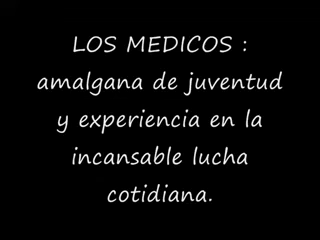 LOS MEDICOS :
amalgana de juventud
y experiencia en la
incansable lucha
cotidiana.